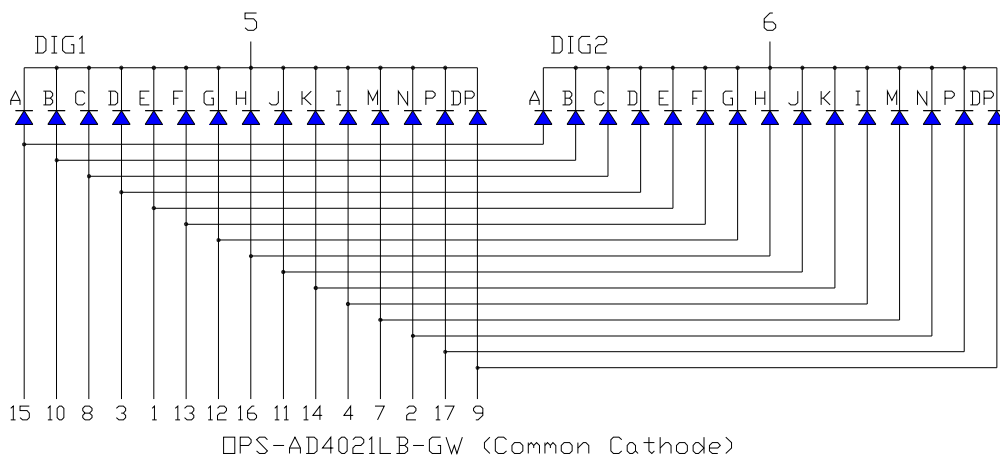 5 6
DIG1 DIG2
A B C D E F G H J K I M N P DP A B C D E F G H J K I M N P DP
15 10 8 3 1 13 12 16 11 14 4 7 2 17 9
OPS-AD4021LB-GW (Common Cathode)